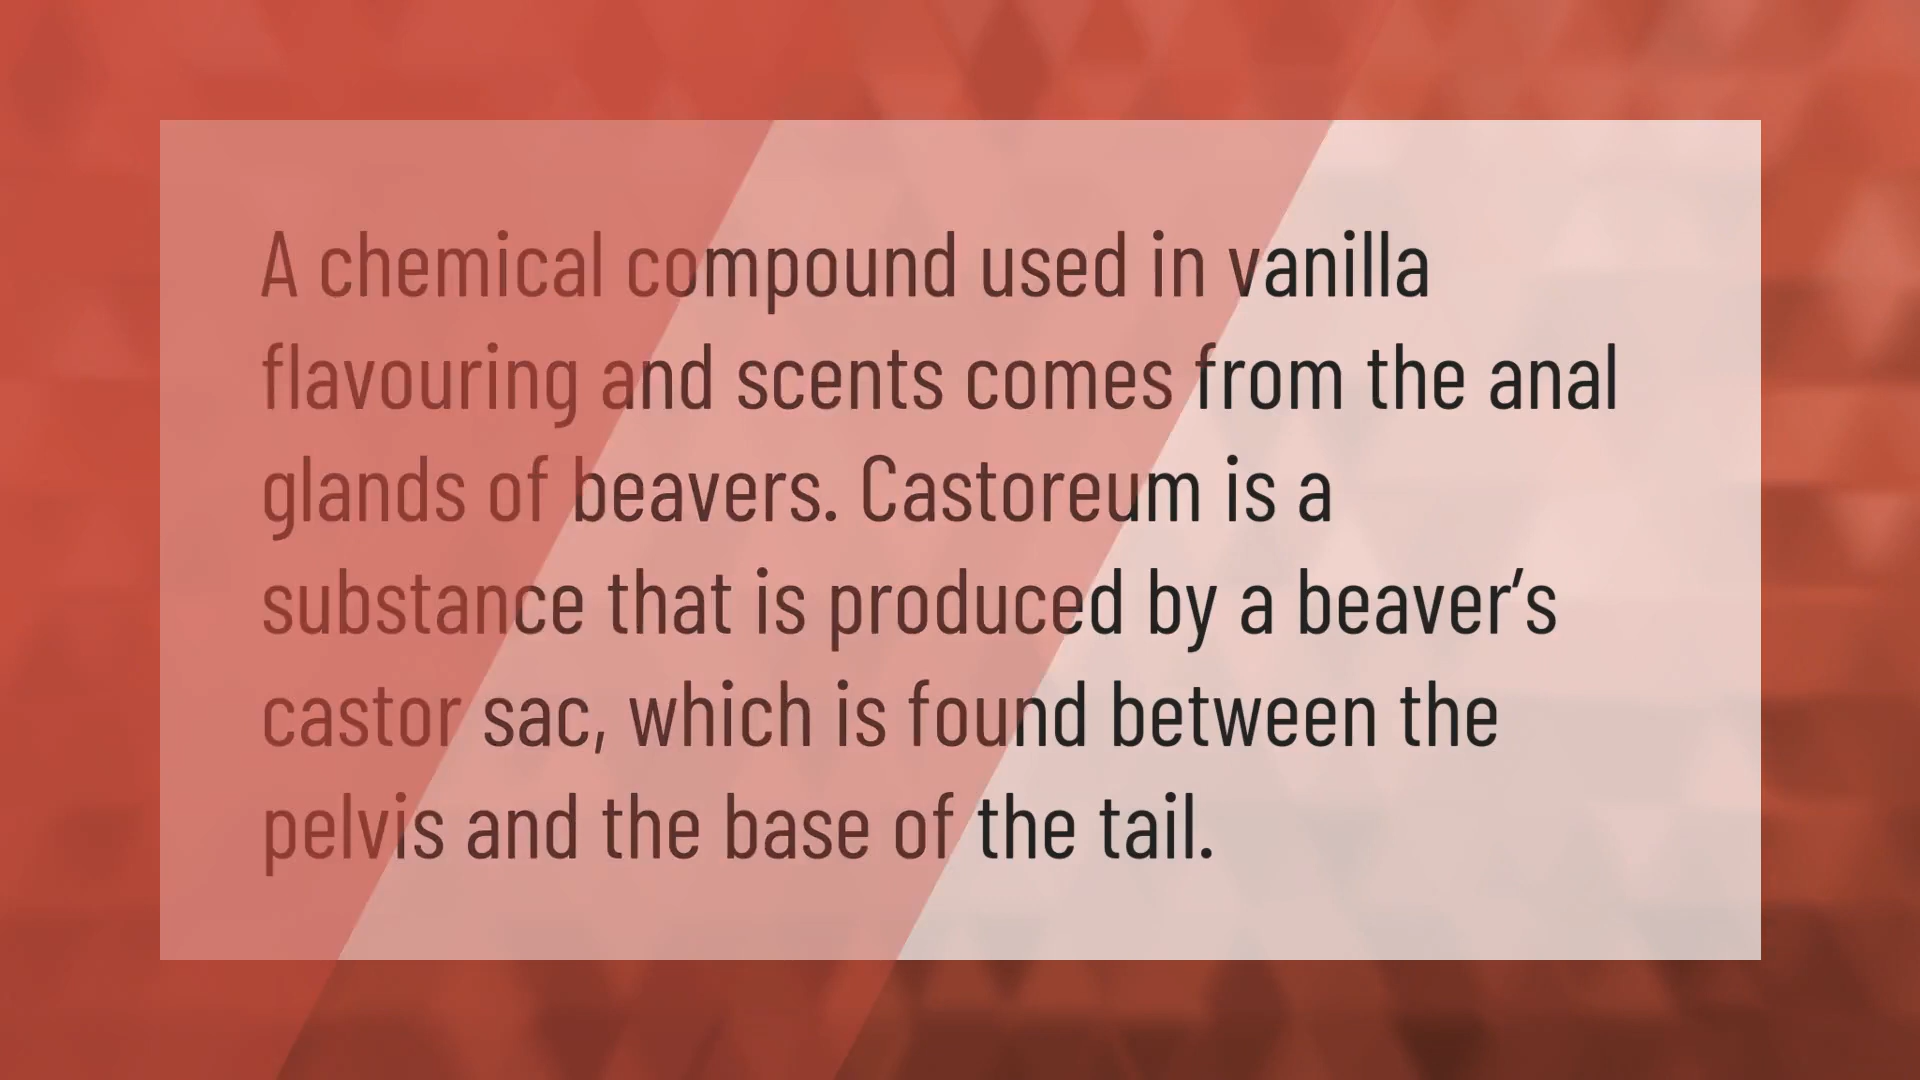 A chemical compound used in vanilla
flavouring and scents comes from the anal
glands of beavers. Castoreum is a
substance that is produced by a beaver’s
castor sac, which is found between the
pelvis and the base of the tail.